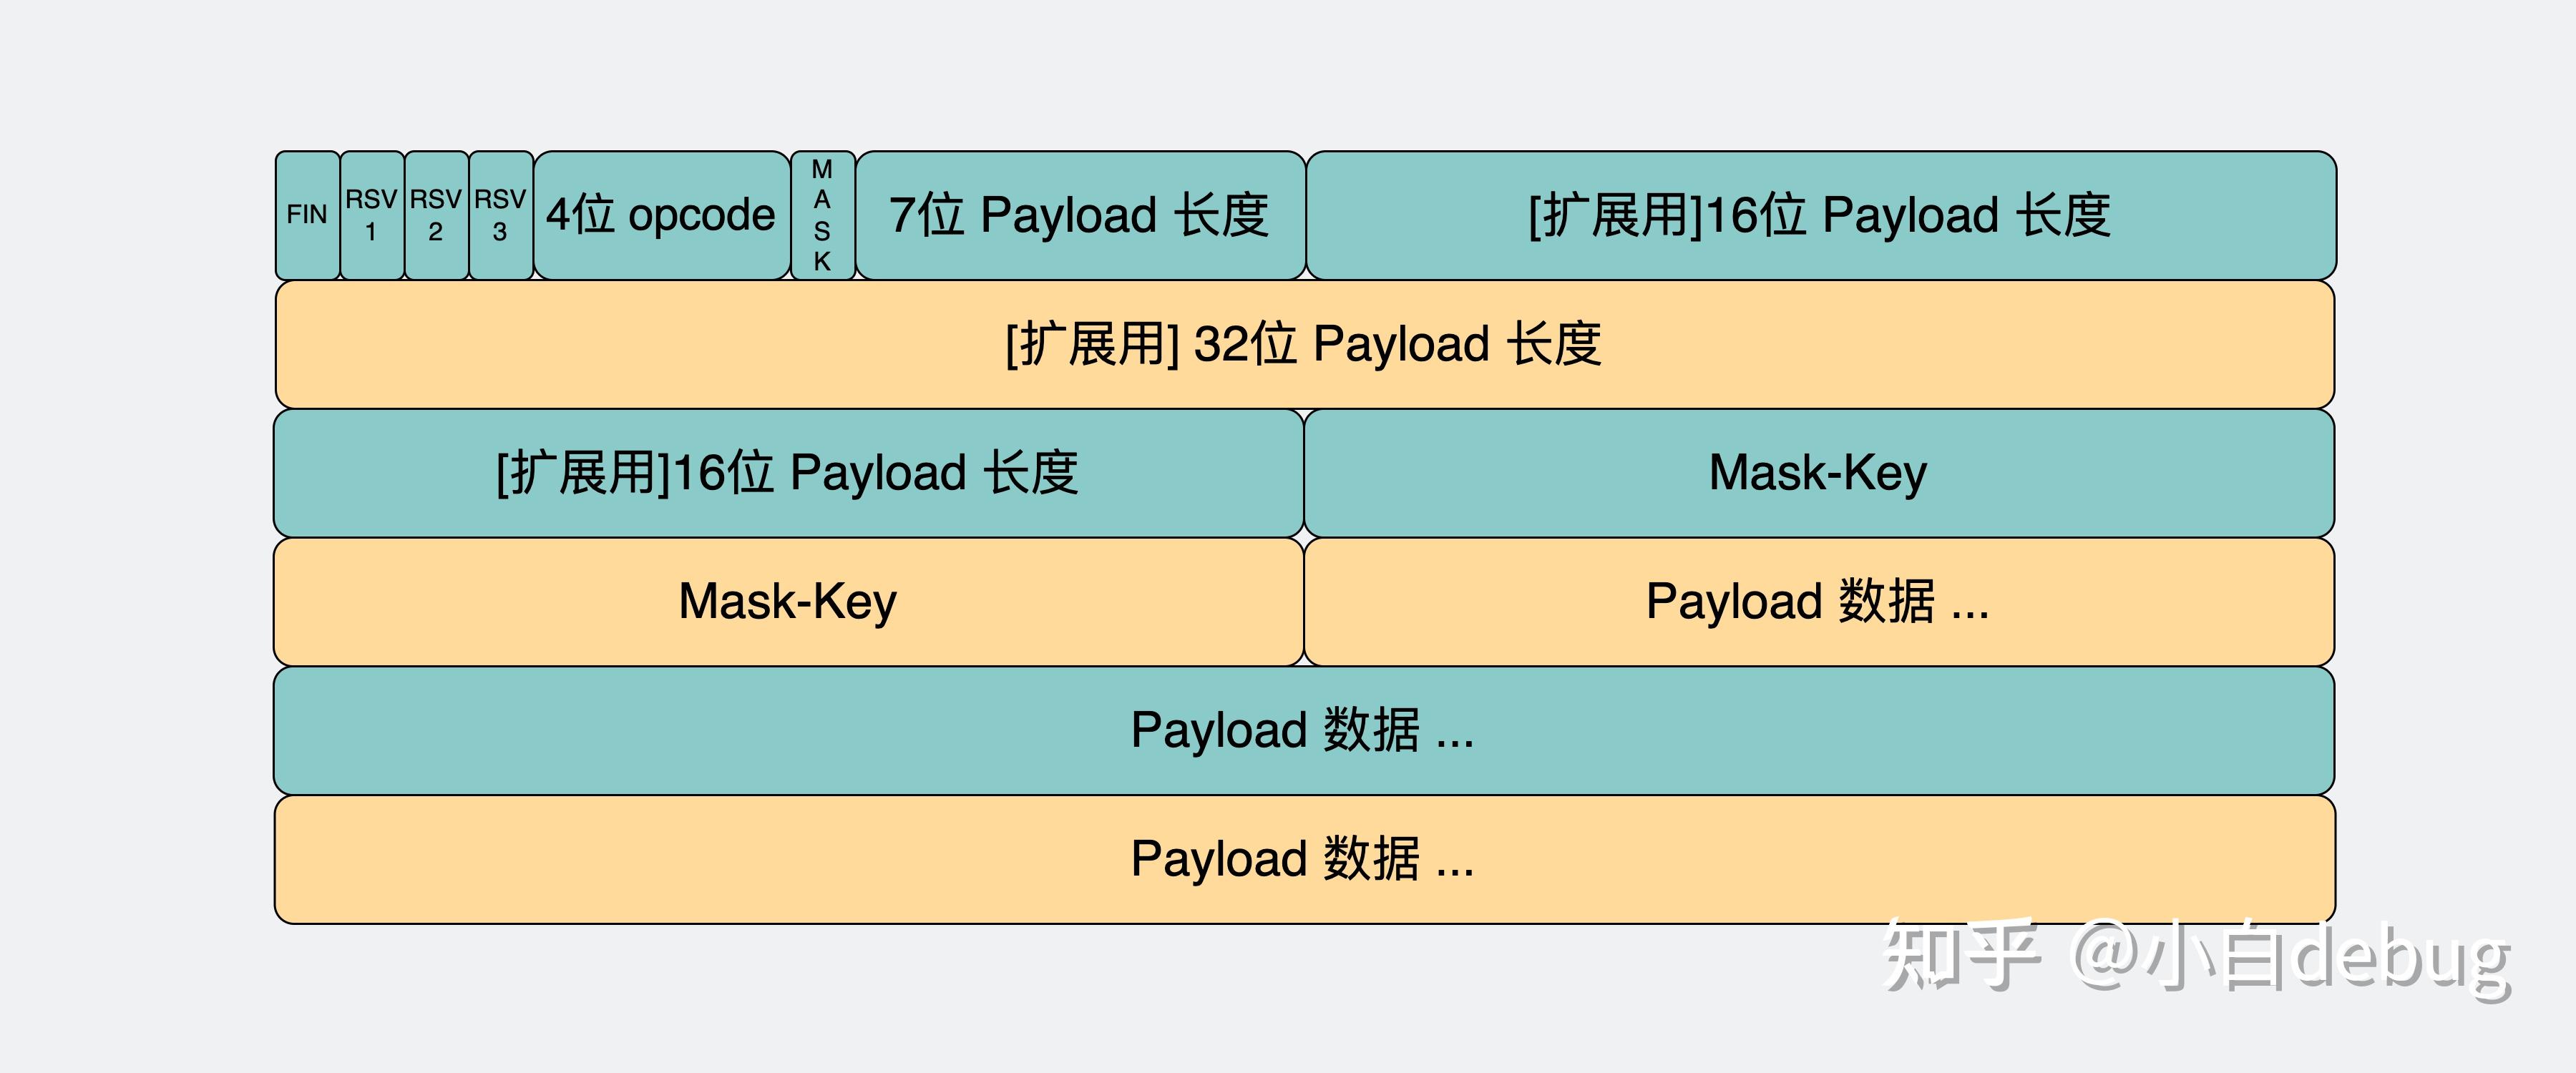 FIN
RSV
1
RSV
2
RSV
3
4位 opcode
M
A
S
K
7位 Payload 长度
[扩展用]16位 Payload 长度
[扩展用] 32位 Payload 长度
[扩展用]16位 Payload 长度
Mask-Key
Mask-Key
Payload 数据 ...
Payload 数据 ...
Payload 数据 ...
知乎 @小白debug